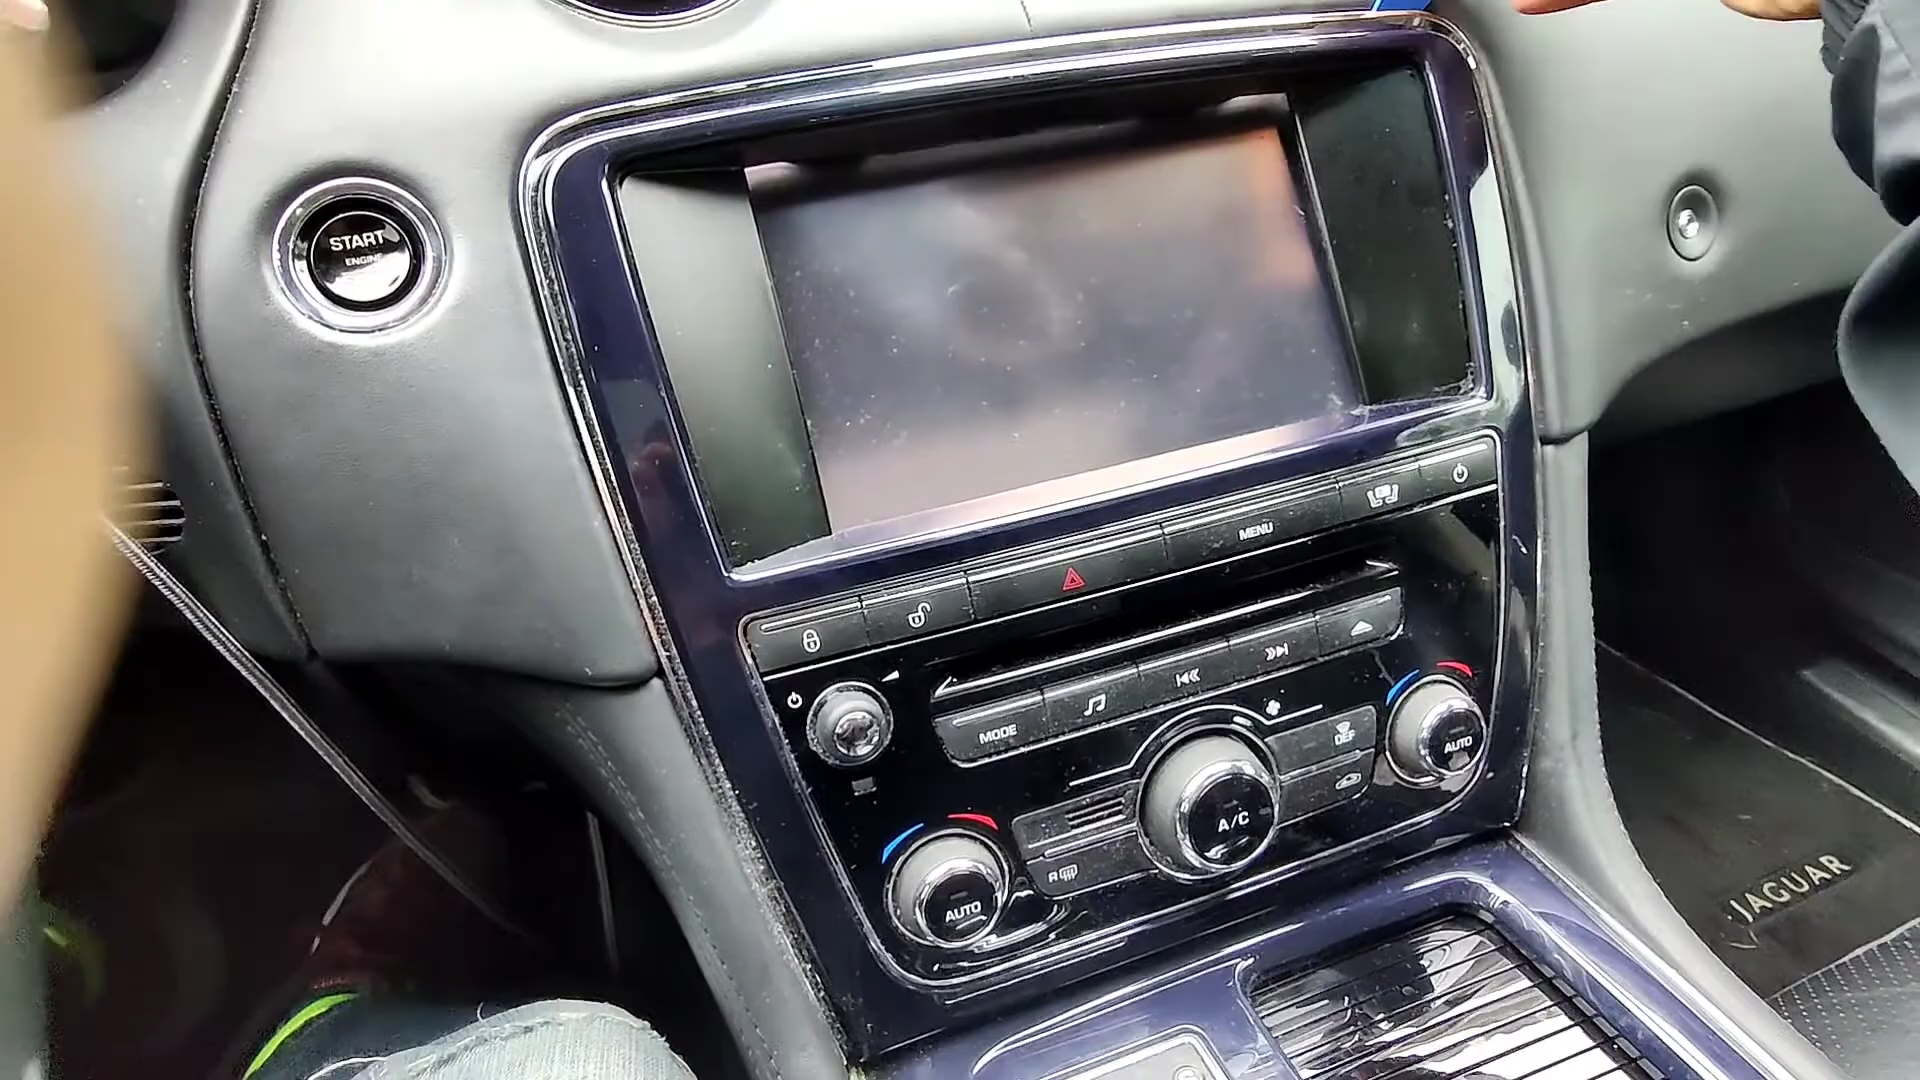 START
ENGINE
MENU
MODE
DEF
AUTO
A/C
R
AUTO
JAGUAR